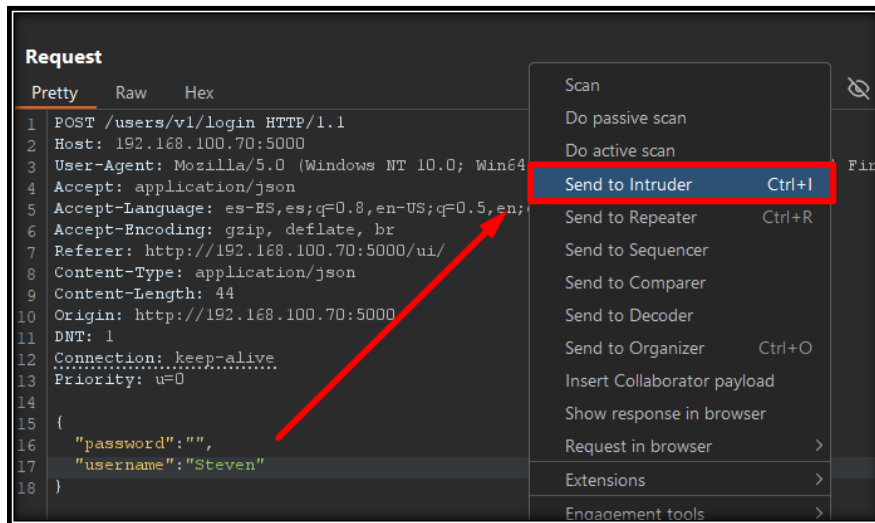 Request
Pretty Raw Hex
1 POST /users/v1/login HTTP/1.1
2 Host: 192.168.100.70:5000
3 User-Agent: Mozilla/5.0 (Windows NT 10.0; Win64
4 Accept: application/json
5 Accept-Language: es-ES,es;q=0.8,en-US;q=0.5,en;
6 Accept-Encoding: gzip, deflate, br
7 Referer: http://192.168.100.70:5000/ui/
8 Content-Type: application/json
9 Content-Length: 44
10 Origin: http://192.168.100.70:5000
11 DNT: 1
12 Connection: keep-alive
13 Priority: u=0
14
15 {
16 "password":"",
17 "username":"Steven"
18 }
Scan
Do passive scan
Do active scan
Send to Intruder Ctrl+I
Send to Repeater Ctrl+R
Send to Sequencer
Send to Comparer
Send to Decoder
Send to Organizer Ctrl+O
Insert Collaborator payload
Show response in browser
Request in browser >
Extensions >
Engagement tools >